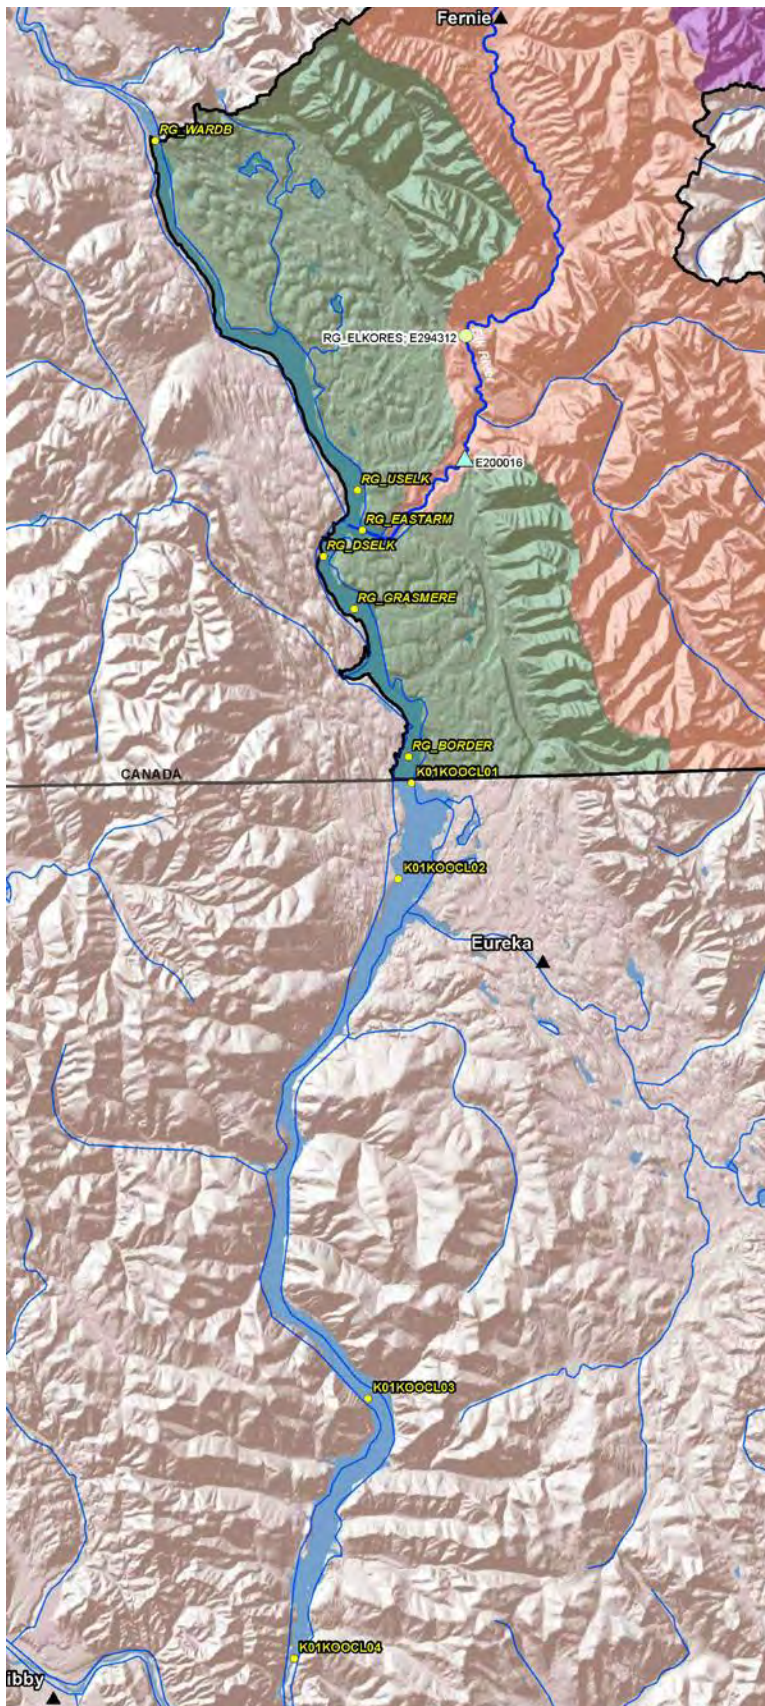 Fernie
RG_WARDB
RG_ELKORES; E294312
E200016
RG_USELK
RG_EASTARM
RG_DSELK
RG_GRASMERE
RG_BORDER
CANADA
K01KOOCL01
K01KOOCL02
Eureka
K01KOOCL03
K01KOOCL04
ibby